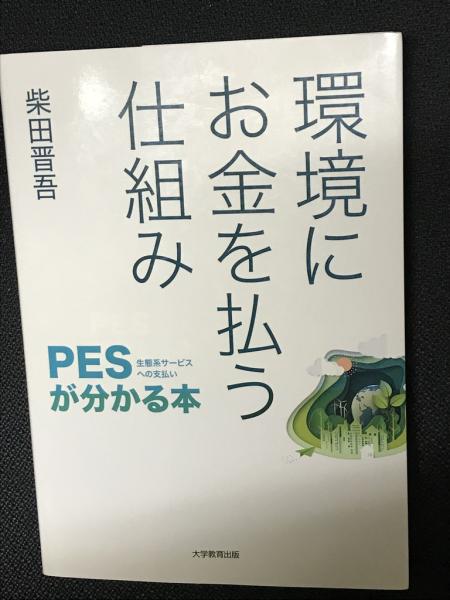 環境に
お金を払う
仕組み
柴田晋吾
PES
生態系サービス
への支払い
が分かる本
大学教育出版